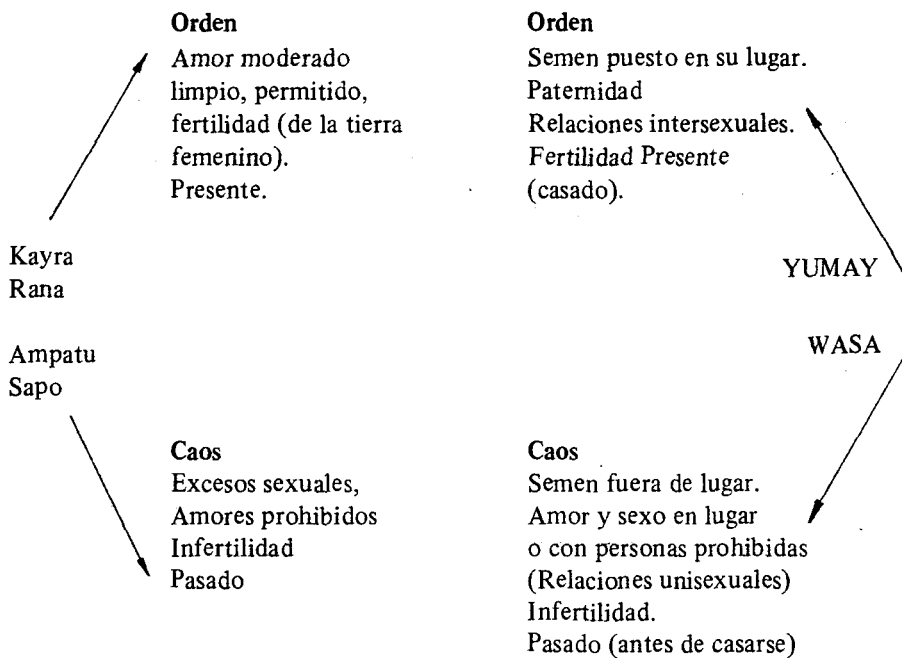 Orden
Amor moderado
limpio, permitido,
fertilidad (de la tierra
femenino).
Presente.
Orden
Semen puesto en su lugar.
Paternidad
Relaciones intersexuales.
Fertilidad Presente
(casado).
Kayra
Rana
YUMAY
Ampatu
Sapo
WASA
Caos
Excesos sexuales,
Amores prohibidos
Infertilidad
Pasado
Caos
Semen fuera de lugar.
Amor y sexo en lugar
o con personas prohibidas
(Relaciones unisexuales)
Infertilidad.
Pasado (antes de casarse)